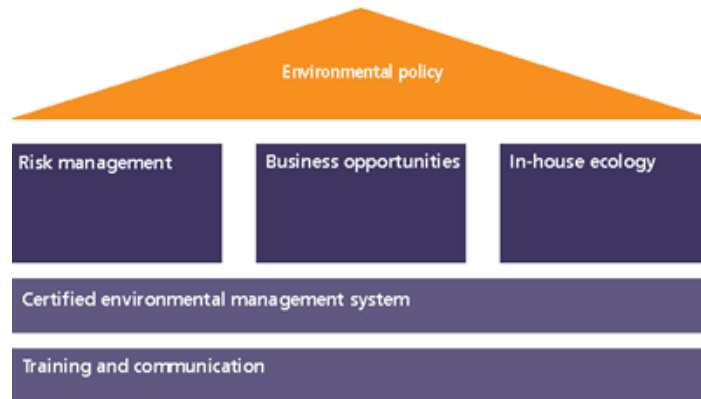 Environmental policy
Risk management
Business opportunities
In-house ecology
Certified environmental management system
Training and communication